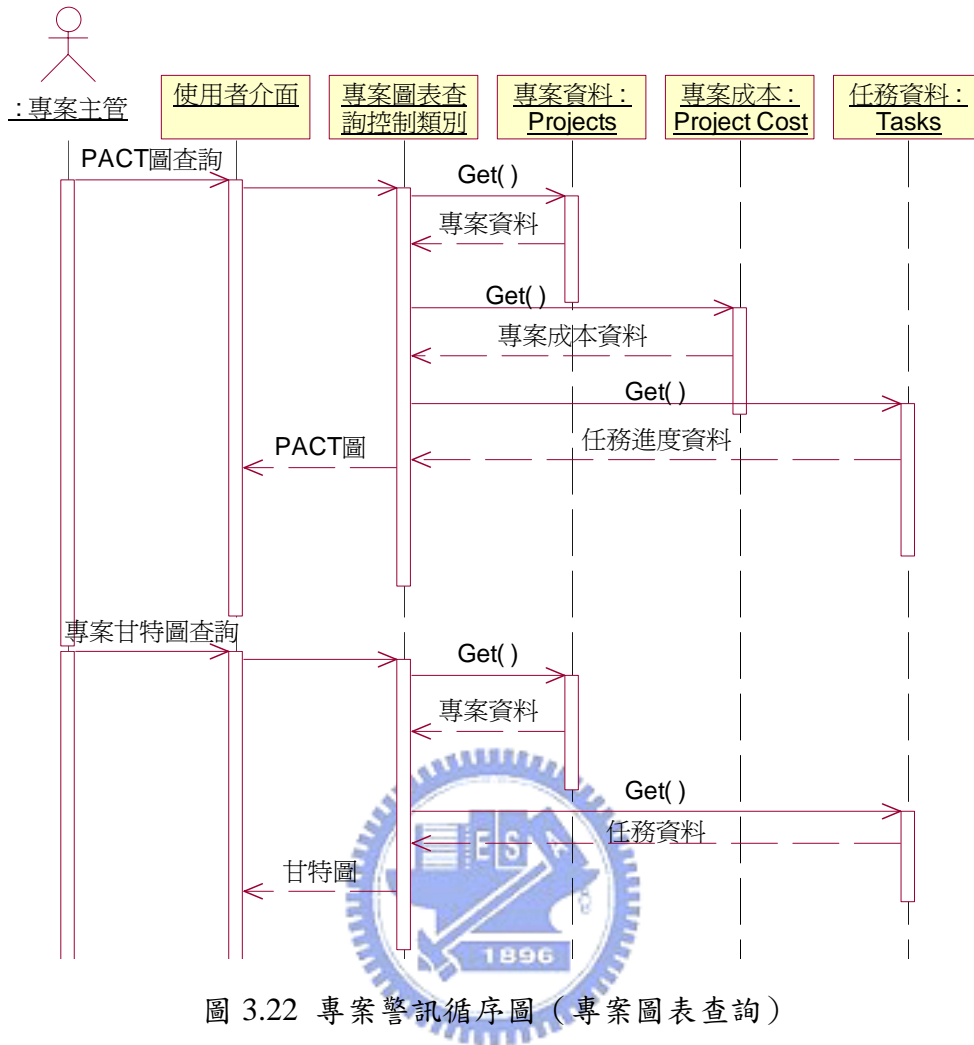 : 專案主管
使用者介面
專案圖表查
詢控制類別
專案資料 :
Projects
專案成本 :
Project Cost
任務資料 :
Tasks
PACT圖查詢
Get( )
專案資料
Get( )
專案成本資料
Get( )
任務進度資料
PACT圖
專案甘特圖查詢
Get( )
專案資料
Get( )
任務資料
甘特圖
E S A
1896
圖 3.22 專案警訊循序圖（專案圖表查詢）